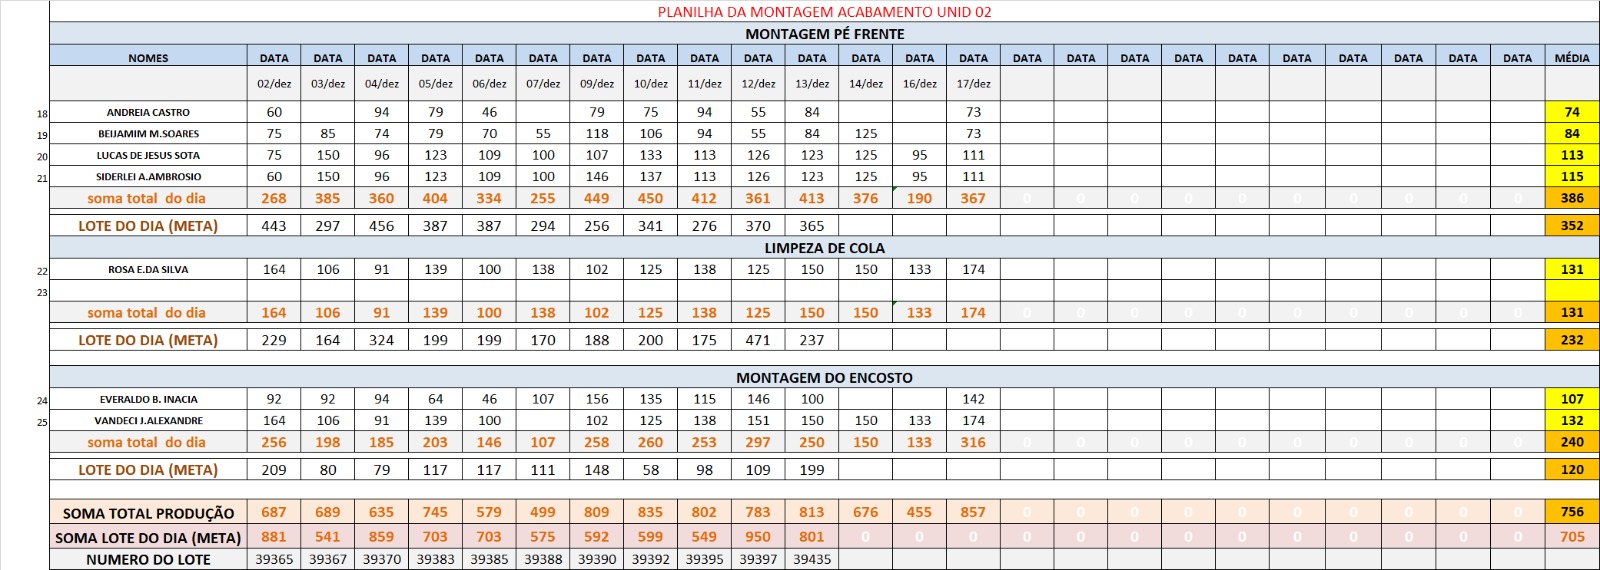 PLANILHA DA MONTAGEM ACABAMENTO UNID 02
MONTAGEM PÉ FRENTE
NOMES DATA DATA DATA DATA DATA DATA DATA DATA DATA DATA DATA DATA DATA DATA DATA DATA DATA DATA DATA DATA DATA DATA DATA DATA MÉDIA
02/dez 03/dez 04/dez 05/dez 06/dez 07/dez 09/dez 10/dez 11/dez 12/dez 13/dez 14/dez 16/dez 17/dez
18 ANDREIA CASTRO 60 94 79 46 79 75 94 55 84 73 74
19 BEIJAMIM M.SOARES 75 85 74 79 70 55 118 106 94 55 84 125 73 84
20 LUCAS DE JESUS SOTA 75 150 96 123 109 100 107 133 113 126 123 125 95 111 113
21 SIDERLEI A.AMBROSIO 60 150 96 123 109 100 146 137 113 126 123 125 95 111 115
soma total do dia 268 385 360 404 334 255 449 450 412 361 413 376 190 367 0 0 0 0 0 0 0 0 0 0 386
LOTE DO DIA (META) 443 297 456 387 387 294 256 341 276 370 365 352
LIMPEZA DE COLA
22 ROSA E.DA SILVA 164 106 91 139 100 138 102 125 138 125 150 150 133 174 131
23
soma total do dia 164 106 91 139 100 138 102 125 138 125 150 150 133 174 0 0 0 0 0 0 0 0 0 0 131
LOTE DO DIA (META) 229 164 324 199 199 170 188 200 175 471 237 232
MONTAGEM DO ENCOSTO
24 EVERALDO B. INACIA 92 92 94 64 46 107 156 135 115 146 100 142 107
25 VANDECI J.ALEXANDRE 164 106 91 139 100 102 125 138 151 150 150 133 174 132
soma total do dia 256 198 185 203 146 107 258 260 253 297 250 150 133 316 0 0 0 0 0 0 0 0 0 0 240
LOTE DO DIA (META) 209 80 79 117 117 111 148 58 98 109 199 120
SOMA TOTAL PRODUÇÃO 687 689 635 745 579 499 809 835 802 783 813 676 455 857 756
SOMA LOTE DO DIA (META) 881 541 859 703 703 575 592 599 549 950 801 0 0 0 0 0 0 0 0 0 0 0 0 0 705
NUMERO DO LOTE 39365 39367 39370 39383 39385 39388 39390 39392 39395 39397 39435